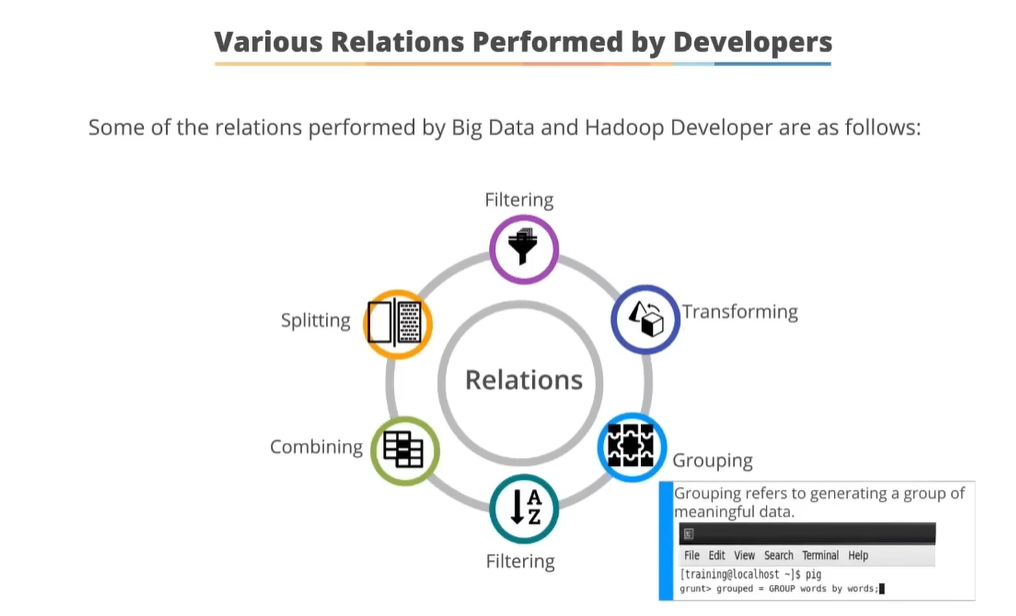 Various Relations Performed by Developers
Some of the relations performed by Big Data and Hadoop Developer are as follows:
Filtering
Splitting
Transforming
Relations
Combining
Grouping
Grouping refers to generating a group of
meaningful data.
File Edit View Search Terminal Help
[training@localhost ~]$ pig
grunt> grouped = GROUP words by words;
A
Z
Filtering